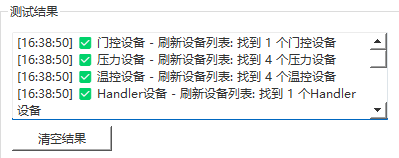 测试结果
[16:38:50] ✅ 门控设备 - 刷新设备列表: 找到 1 个门控设备
[16:38:50] ✅ 压力设备 - 刷新设备列表: 找到 4 个压力设备
[16:38:50] ✅ 温控设备 - 刷新设备列表: 找到 4 个温控设备
[16:38:50] ✅ Handler设备 - 刷新设备列表: 找到 1 个Handler
设备
清空结果